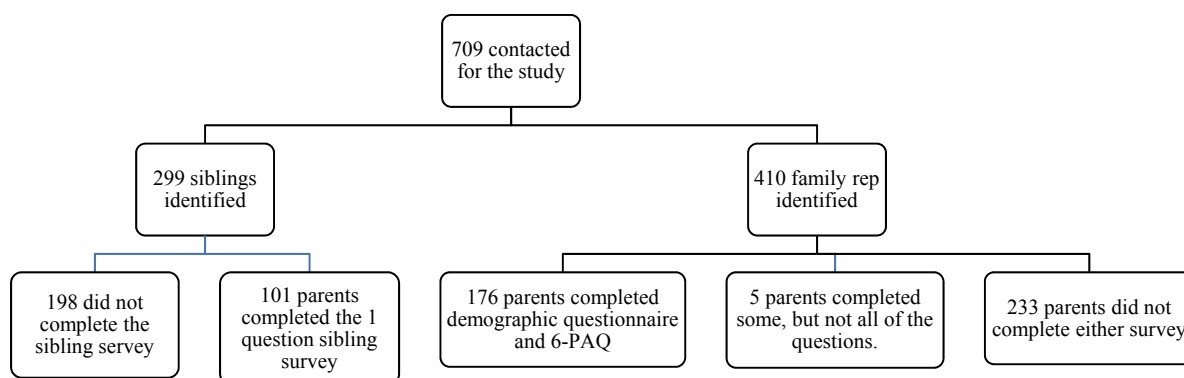 709 contacted
for the study
299 siblings
identified
410 family rep
identified
198 did not
complete the
sibling servey
101 parents
completed the 1
question sibling
survey
176 parents completed
demographic questionnaire
and 6-PAQ
5 parents completed
some, but not all of the
questions.
233 parents did not
complete either survey